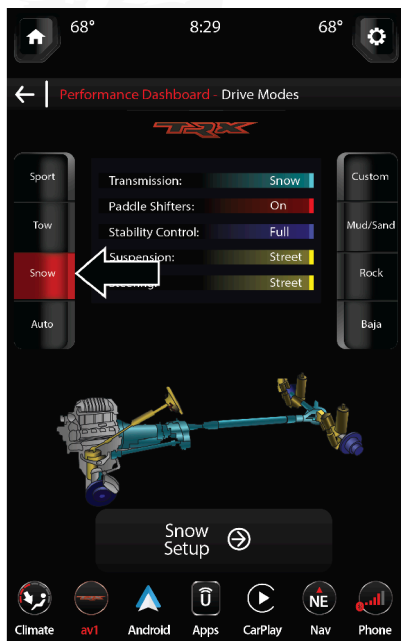 68° 8:29 68°
Performance Dashboard - Drive Modes
TRX
Sport
Tow
Snow
Auto
Transmission: Snow
Paddle Shifters: On
Stability Control: Full
Suspension: Street
Steering: Street
Custom
Mud/Sand
Rock
Baja
Snow
Setup
Climate av1 Android Apps CarPlay Nav Phone
NE